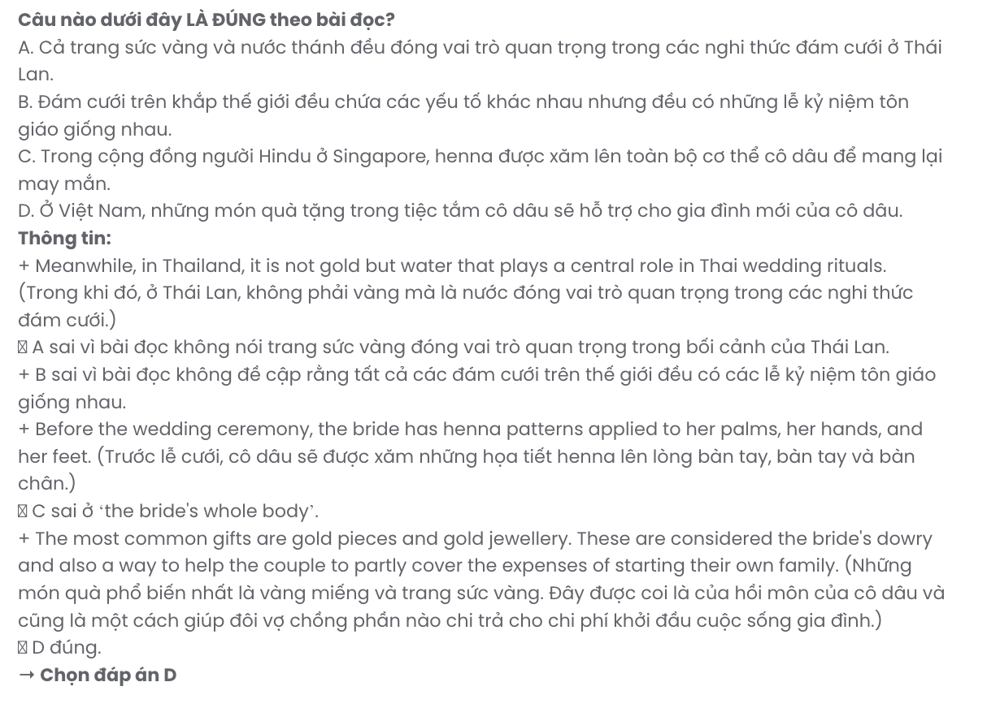 Câu nào dưới đây LÀ ĐÚNG theo bài đọc?
A. Cả trang sức vàng và nước thánh đều đóng vai trò quan trọng trong các nghi thức đám cưới ở Thái
Lan.
B. Đám cưới trên khắp thế giới đều chứa các yếu tố khác nhau nhưng đều có những lễ kỷ niệm tôn
giáo giống nhau.
C. Trong cộng đồng người Hindu ở Singapore, henna được xăm lên toàn bộ cơ thể cô dâu để mang lại
may mắn.
D. Ở Việt Nam, những món quà tặng trong tiệc tắm cô dâu sẽ hỗ trợ cho gia đình mới của cô dâu.
Thông tin:
+ Meanwhile, in Thailand, it is not gold but water that plays a central role in Thai wedding rituals.
(Trong khi đó, ở Thái Lan, không phải vàng mà là nước đóng vai trò quan trọng trong các nghi thức
đám cưới.)
 A sai vì bài đọc không nói trang sức vàng đóng vai trò quan trọng trong bối cảnh của Thái Lan.
+ B sai vì bài đọc không đề cập rằng tất cả các đám cưới trên thế giới đều có các lễ kỷ niệm tôn giáo
giống nhau.
+ Before the wedding ceremony, the bride has henna patterns applied to her palms, her hands, and
her feet. (Trước lễ cưới, cô dâu sẽ được xăm những họa tiết henna lên lòng bàn tay, bàn tay và bàn
chân.)
 C sai ở ‘the bride's whole body’.
+ The most common gifts are gold pieces and gold jewellery. These are considered the bride's dowry
and also a way to help the couple to partly cover the expenses of starting their own family. (Những
món quà phổ biến nhất là vàng miếng và trang sức vàng. Đây được coi là của hồi môn của cô dâu và
cũng là một cách giúp đôi vợ chồng phần nào chi trả cho chi phí khởi đầu cuộc sống gia đình.)
 D đúng.
→ Chọn đáp án D